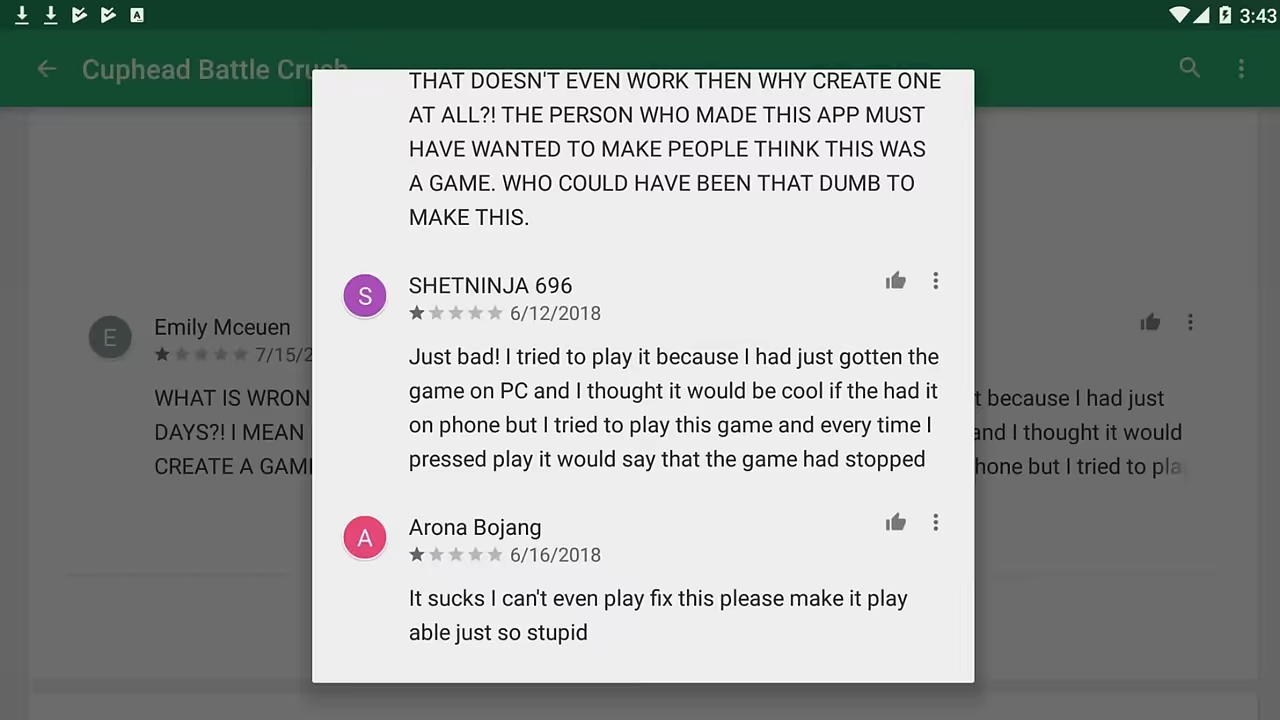 3:43
Cuphead Battle Crush
THAT DOESN'T EVEN WORK THEN WHY CREATE ONE
AT ALL?! THE PERSON WHO MADE THIS APP MUST
HAVE WANTED TO MAKE PEOPLE THINK THIS WAS
A GAME. WHO COULD HAVE BEEN THAT DUMB TO
MAKE THIS.
S
SHETNINJA 696
6/12/2018
Just bad! I tried to play it because I had just gotten the
game on PC and I thought it would be cool if the had it
on phone but I tried to play this game and every time I
pressed play it would say that the game had stopped
A
Arona Bojang
6/16/2018
It sucks I can't even play fix this please make it play
able just so stupid
E
Emily Mceuen
7/15/2
WHAT IS WRON
DAYS?! I MEAN
CREATE A GAM
t because I had just
and I thought it would
hone but I tried to pla